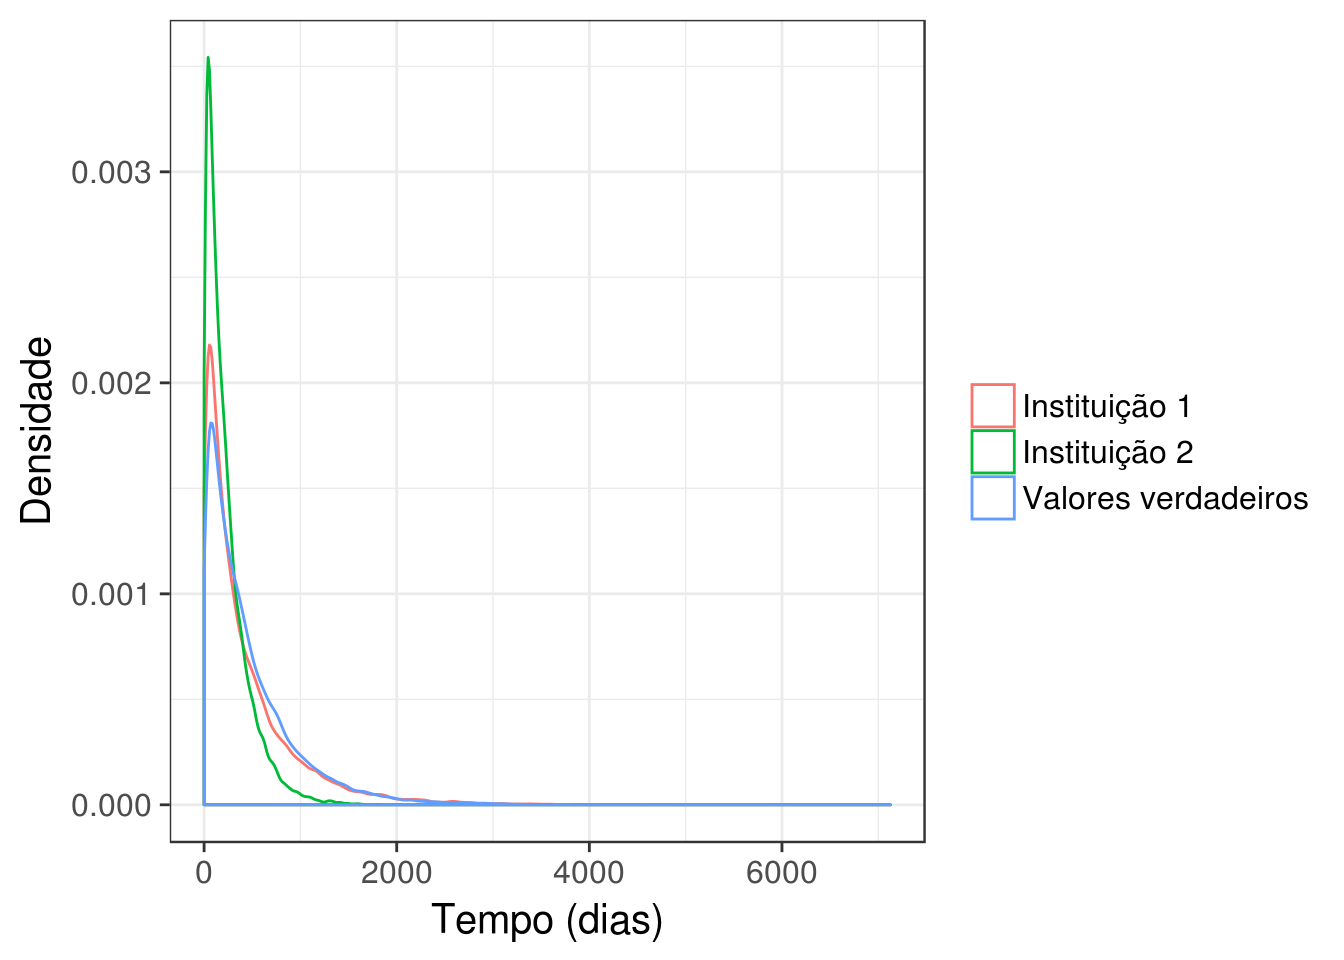 Densidade
0.003
0.002
0.001
0.000
0 2000 4000 6000
Tempo (dias)
Instituição 1
Instituição 2
Valores verdadeiros